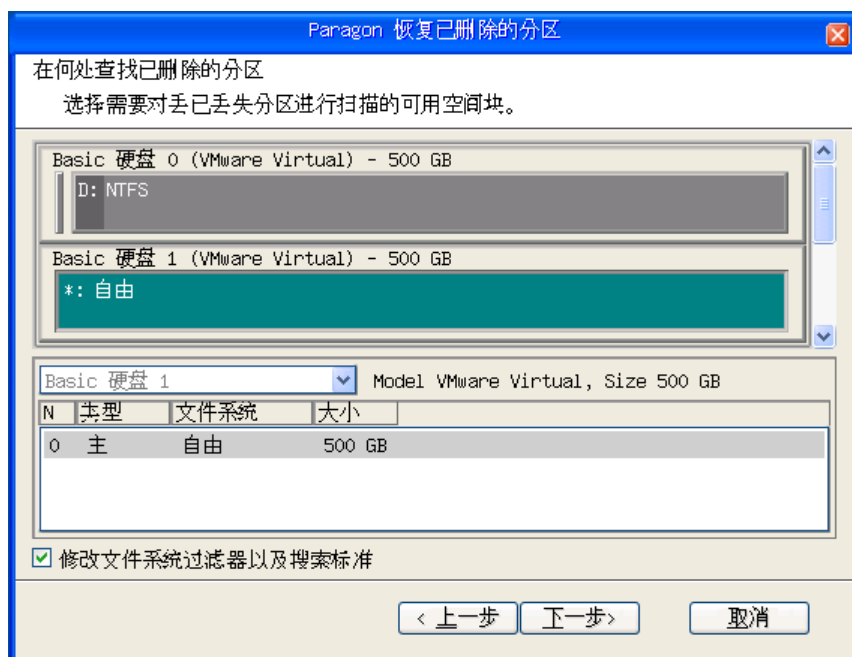 Paragon 恢复已删除的分区
在何处查找已删除的分区
选择需要对丢已丢失分区进行扫描的可用空间块。
Basic 硬盘 0 (VMware Virtual) - 500 GB
D: NTFS
Basic 硬盘 1 (VMware Virtual) - 500 GB
*: 自由
Basic 硬盘 1 Model VMware Virtual, Size 500 GB
N 类型 文件系统 大小
0 主 自由 500 GB
修改文件系统过滤器以及搜索标准
< 上一步 下一步> 取消